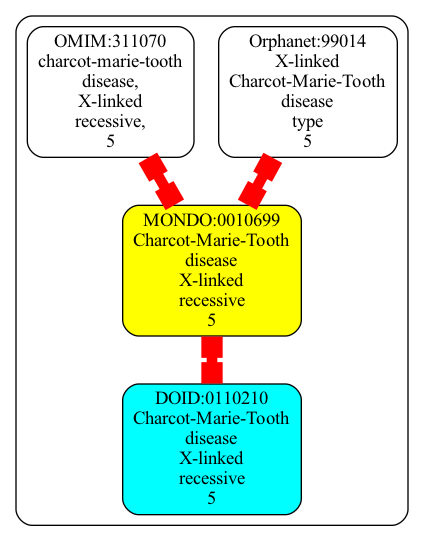 OMIM:311070
charcot-marie-tooth
disease,
X-linked
recessive,
5
Orphanet:99014
X-linked
Charcot-Marie-Tooth
disease
type
5
MONDO:0010699
Charcot-Marie-Tooth
disease
X-linked
recessive
5
DOID:0110210
Charcot-Marie-Tooth
disease
X-linked
recessive
5